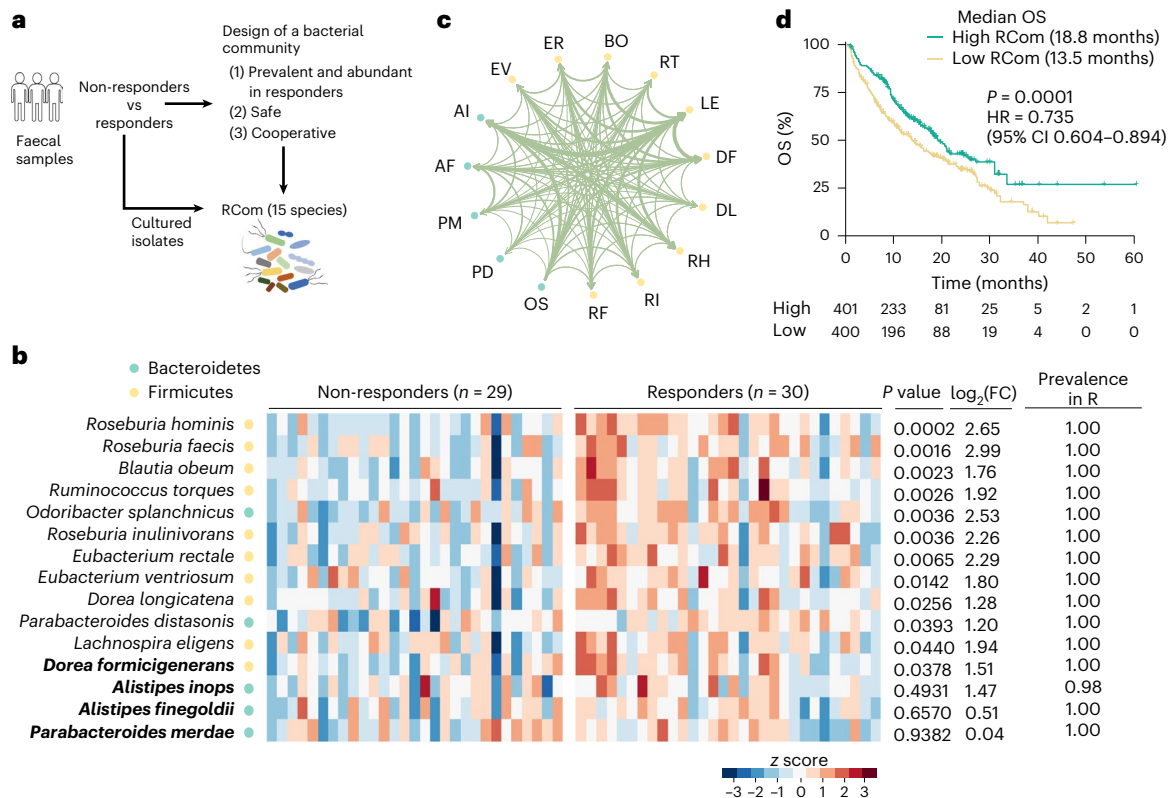 a
Faecal
samples
Non-responders
vs
responders
Design of a bacterial
community
(1) Prevalent and abundant
in responders
(2) Safe
(3) Cooperative
Cultured
isolates
RCom (15 species)
c
ER
BO
RT
LE
DF
DL
RH
RI
RF
OS
PD
PM
AF
AI
EV
d
Median OS
High RCom (18.8 months)
Low RCom (13.5 months)
P = 0.0001
HR = 0.735
(95% CI 0.604–0.894)
OS (%)
100
75
50
25
0
0 10 20 30 40 50 60
Time (months)
High 401 233 81 25 5 2 1
Low 400 196 88 19 4 0 0
b
Bacteroidetes
Firmicutes
Non-responders (n = 29)
Responders (n = 30)
P value log2(FC) Prevalence
in R
Roseburia hominis 0.0002 2.65 1.00
Roseburia faecis 0.0016 2.99 1.00
Blautia obeum 0.0023 1.76 1.00
Ruminococcus torques 0.0026 1.92 1.00
Odoribacter splanchnicus 0.0036 2.53 1.00
Roseburia inulinivorans 0.0036 2.26 1.00
Eubacterium rectale 0.0065 2.29 1.00
Eubacterium ventriosum 0.0142 1.80 1.00
Dorea longicatena 0.0256 1.28 1.00
Parabacteroides distasonis 0.0393 1.20 1.00
Lachnospira eligens 0.0440 1.94 1.00
Dorea formicigenerans 0.0378 1.51 1.00
Alistipes inops 0.4931 1.47 0.98
Alistipes finegoldii 0.6570 0.51 1.00
Parabacteroides merdae 0.9382 0.04 1.00
z score
−3 −2 −1 0 1 2 3